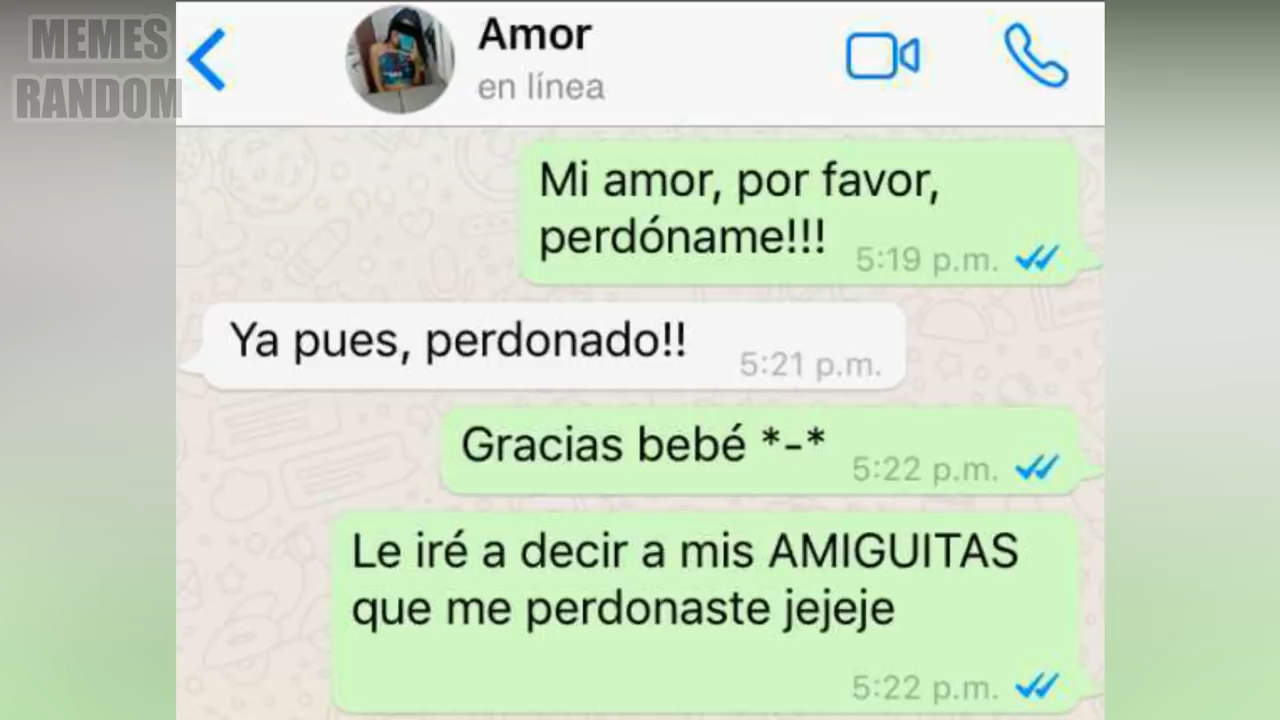 MEMES
RANDOM
Amor
en línea
Mi amor, por favor,
perdóname!!!
5:19 p.m.
Ya pues, perdonado!!
5:21 p.m.
Gracias bebé *-*
5:22 p.m.
Le iré a decir a mis AMIGUITAS
que me perdonaste jejeje
5:22 p.m.